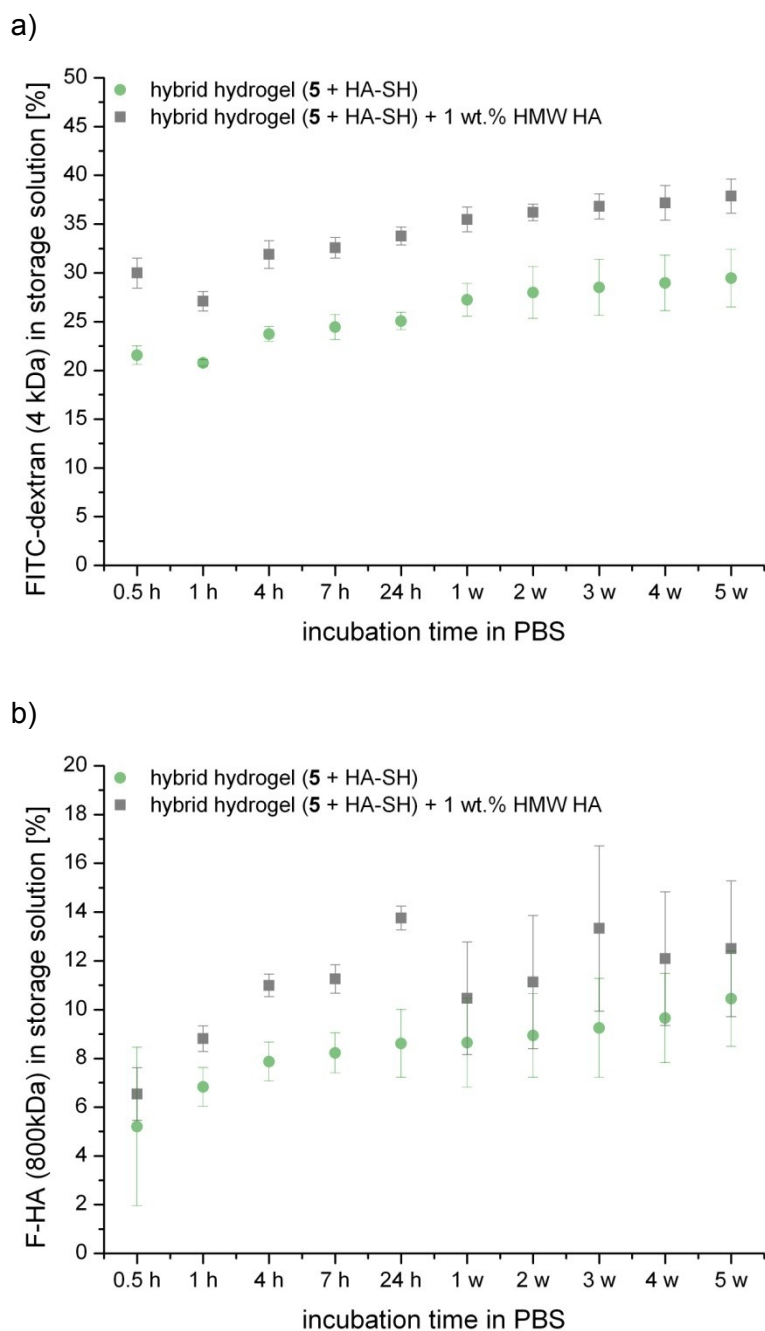 a)
FITC-dextran (4 kDa) in storage solution [%]
50
45
40
35
30
25
20
15
10
5
0
hybrid hydrogel (5 + HA-SH)
hybrid hydrogel (5 + HA-SH) + 1 wt.% HMW HA
0.5 h 1 h 4 h 7 h 24 h 1 w 2 w 3 w 4 w 5 w
incubation time in PBS
b)
F-HA (800kDa) in storage solution [%]
20
18
16
14
12
10
8
6
4
2
0
hybrid hydrogel (5 + HA-SH)
hybrid hydrogel (5 + HA-SH) + 1 wt.% HMW HA
0.5 h 1 h 4 h 7 h 24 h 1 w 2 w 3 w 4 w 5 w
incubation time in PBS